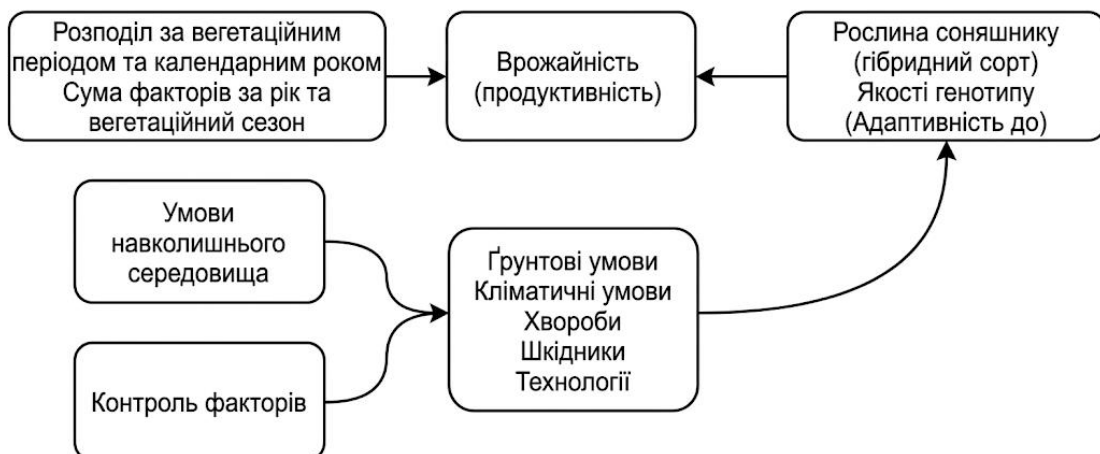 Розподіл за вегетаційним
періодом та календарним роком
Сума факторів за рік та
вегетаційний сезон
Врожайність
(продуктивність)
Рослина соняшнику
(гібридний сорт)
Якості генотипу
(Адаптивність до)
Умови
навколишнього
середовища
Ґрунтові умови
Кліматичні умови
Хвороби
Шкідники
Технології
Контроль факторів